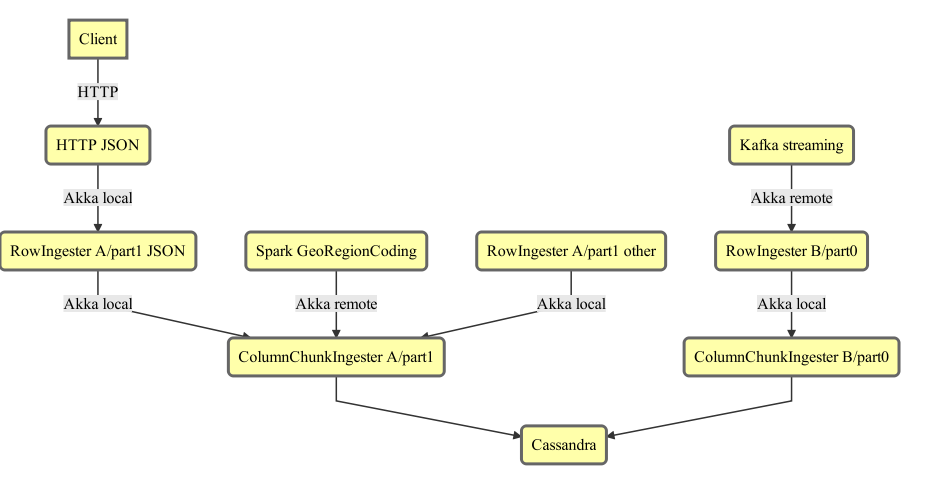 Client
HTTP
HTTP JSON
Kafka streaming
Akka local
Akka remote
RowIngester A/part1 JSON
Spark GeoRegionCoding
RowIngester A/part1 other
RowIngester B/part0
Akka local
Akka remote
Akka local
Akka local
ColumnChunkIngester A/part1
ColumnChunkIngester B/part0
Cassandra